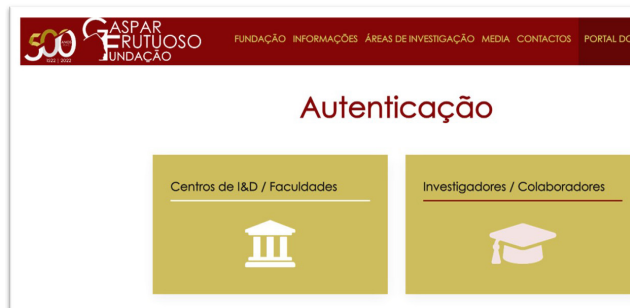 500
1522 | 2022
GASPAR
FRUTUOSO
FUNDAÇÃO
FUNDAÇÃO INFORMAÇÕES ÁREAS DE INVESTIGAÇÃO MEDIA CONTACTOS PORTAL DO
Autenticação
Centros de I&D / Faculdades
Investigadores / Colaboradores